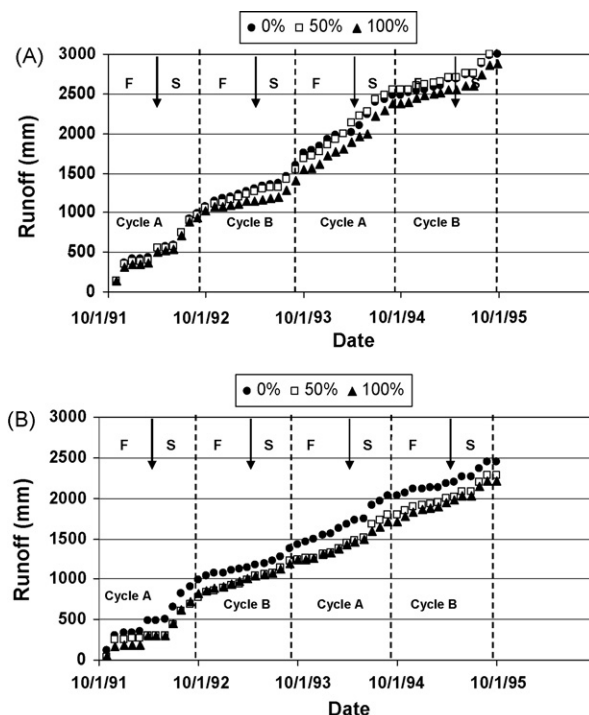 (A)
0% 50% 100%
3000
2500
2000
1500
1000
500
0
Runoff (mm)
F S F S F S F S
Cycle A Cycle B Cycle A Cycle B
10/1/91 10/1/92 10/1/93 10/1/94 10/1/95
Date
(B)
0% 50% 100%
3000
2500
2000
1500
1000
500
0
Runoff (mm)
F S F S F S F S
Cycle A Cycle B Cycle A Cycle B
10/1/91 10/1/92 10/1/93 10/1/94 10/1/95
Date